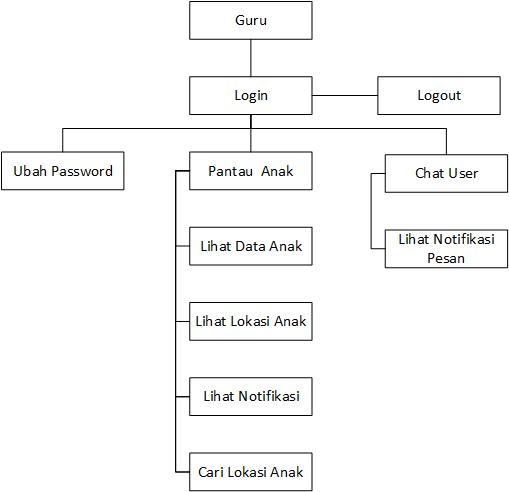 Guru
Login
Logout
Ubah Password
Pantau Anak
Chat User
Lihat Data Anak
Lihat Notifikasi
Pesan
Lihat Lokasi Anak
Lihat Notifikasi
Cari Lokasi Anak